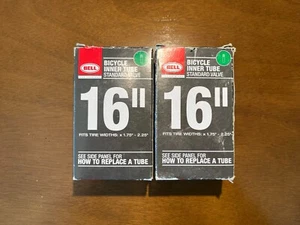 BELL
BICYCLE
INNER TUBE
STANDARD VALVE
16"
FITS TIRE WIDTHS: x 1.75" - 2.25"
SEE SIDE PANEL FOR
HOW TO REPLACE A TUBE
BELL
BICYCLE
INNER TUBE
STANDARD VALVE
16"
FITS TIRE WIDTHS: x 1.75" - 2.25"
SEE SIDE PANEL FOR
HOW TO REPLACE A TUBE